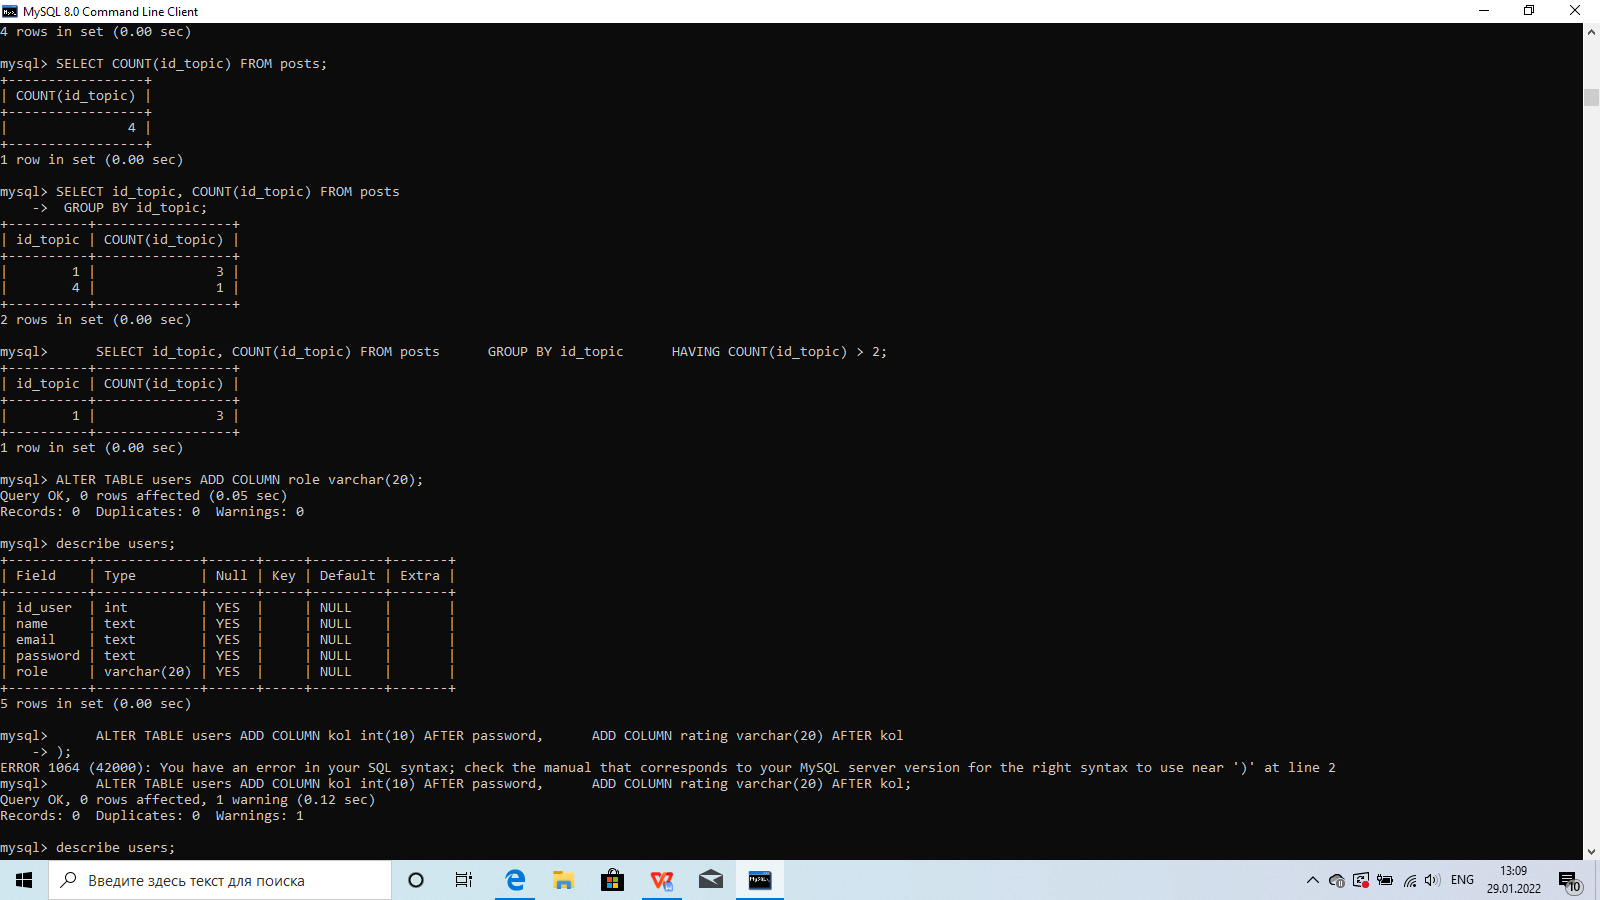 MySQL 8.0 Command Line Client
4 rows in set (0.00 sec)
mysql> SELECT COUNT(id_topic) FROM posts;
+-----------------+
| COUNT(id_topic) |
+-----------------+
|               4 |
+-----------------+
1 row in set (0.00 sec)
mysql> SELECT id_topic, COUNT(id_topic) FROM posts
    ->  GROUP BY id_topic;
+----------+-----------------+
| id_topic | COUNT(id_topic) |
+----------+-----------------+
|        1 |               3 |
|        4 |               1 |
+----------+-----------------+
2 rows in set (0.00 sec)
mysql>      SELECT id_topic, COUNT(id_topic) FROM posts      GROUP BY id_topic      HAVING COUNT(id_topic) > 2;
+----------+-----------------+
| id_topic | COUNT(id_topic) |
+----------+-----------------+
|        1 |               3 |
+----------+-----------------+
1 row in set (0.00 sec)
mysql> ALTER TABLE users ADD COLUMN role varchar(20);
Query OK, 0 rows affected (0.05 sec)
Records: 0  Duplicates: 0  Warnings: 0
mysql> describe users;
+----------+-------------+------+-----+---------+-------+
| Field    | Type        | Null | Key | Default | Extra |
+----------+-------------+------+-----+---------+-------+
| id_user  | int         | YES  |     | NULL    |       |
| name     | text        | YES  |     | NULL    |       |
| email    | text        | YES  |     | NULL    |       |
| password | text        | YES  |     | NULL    |       |
| role     | varchar(20) | YES  |     | NULL    |       |
+----------+-------------+------+-----+---------+-------+
5 rows in set (0.00 sec)
mysql>      ALTER TABLE users ADD COLUMN kol int(10) AFTER password,      ADD COLUMN rating varchar(20) AFTER kol
    -> );
ERROR 1064 (42000): You have an error in your SQL syntax; check the manual that corresponds to your MySQL server version for the right syntax to use near ')' at line 2
mysql>      ALTER TABLE users ADD COLUMN kol int(10) AFTER password,      ADD COLUMN rating varchar(20) AFTER kol;
Query OK, 0 rows affected, 1 warning (0.12 sec)
Records: 0  Duplicates: 0  Warnings: 1
mysql> describe users;
Введите здесь текст для поиска
ENG
13:09
29.01.2022
10